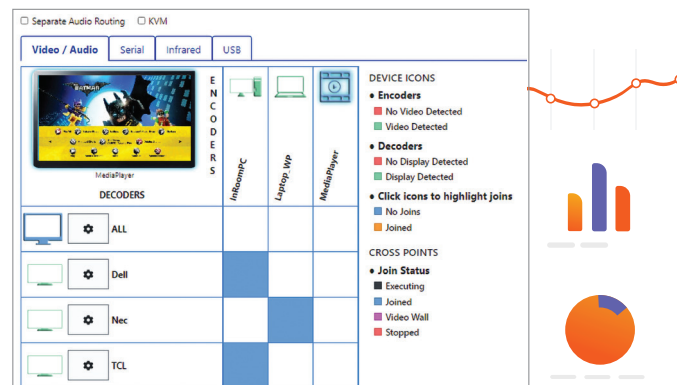 Separate Audio Routing KVM
Video / Audio Serial Infrared USB
BATMAN
MediaPlayer
DECODERS
ENCODERS
InRoomPC
Laptop_WP
MediaPlayer
ALL
Dell
Nec
TCL
DEVICE ICONS
• Encoders
No Video Detected
Video Detected
• Decoders
No Display Detected
Display Detected
• Click icons to highlight joins
No Joins
Joined
CROSS POINTS
• Join Status
Executing
Joined
Video Wall
Stopped